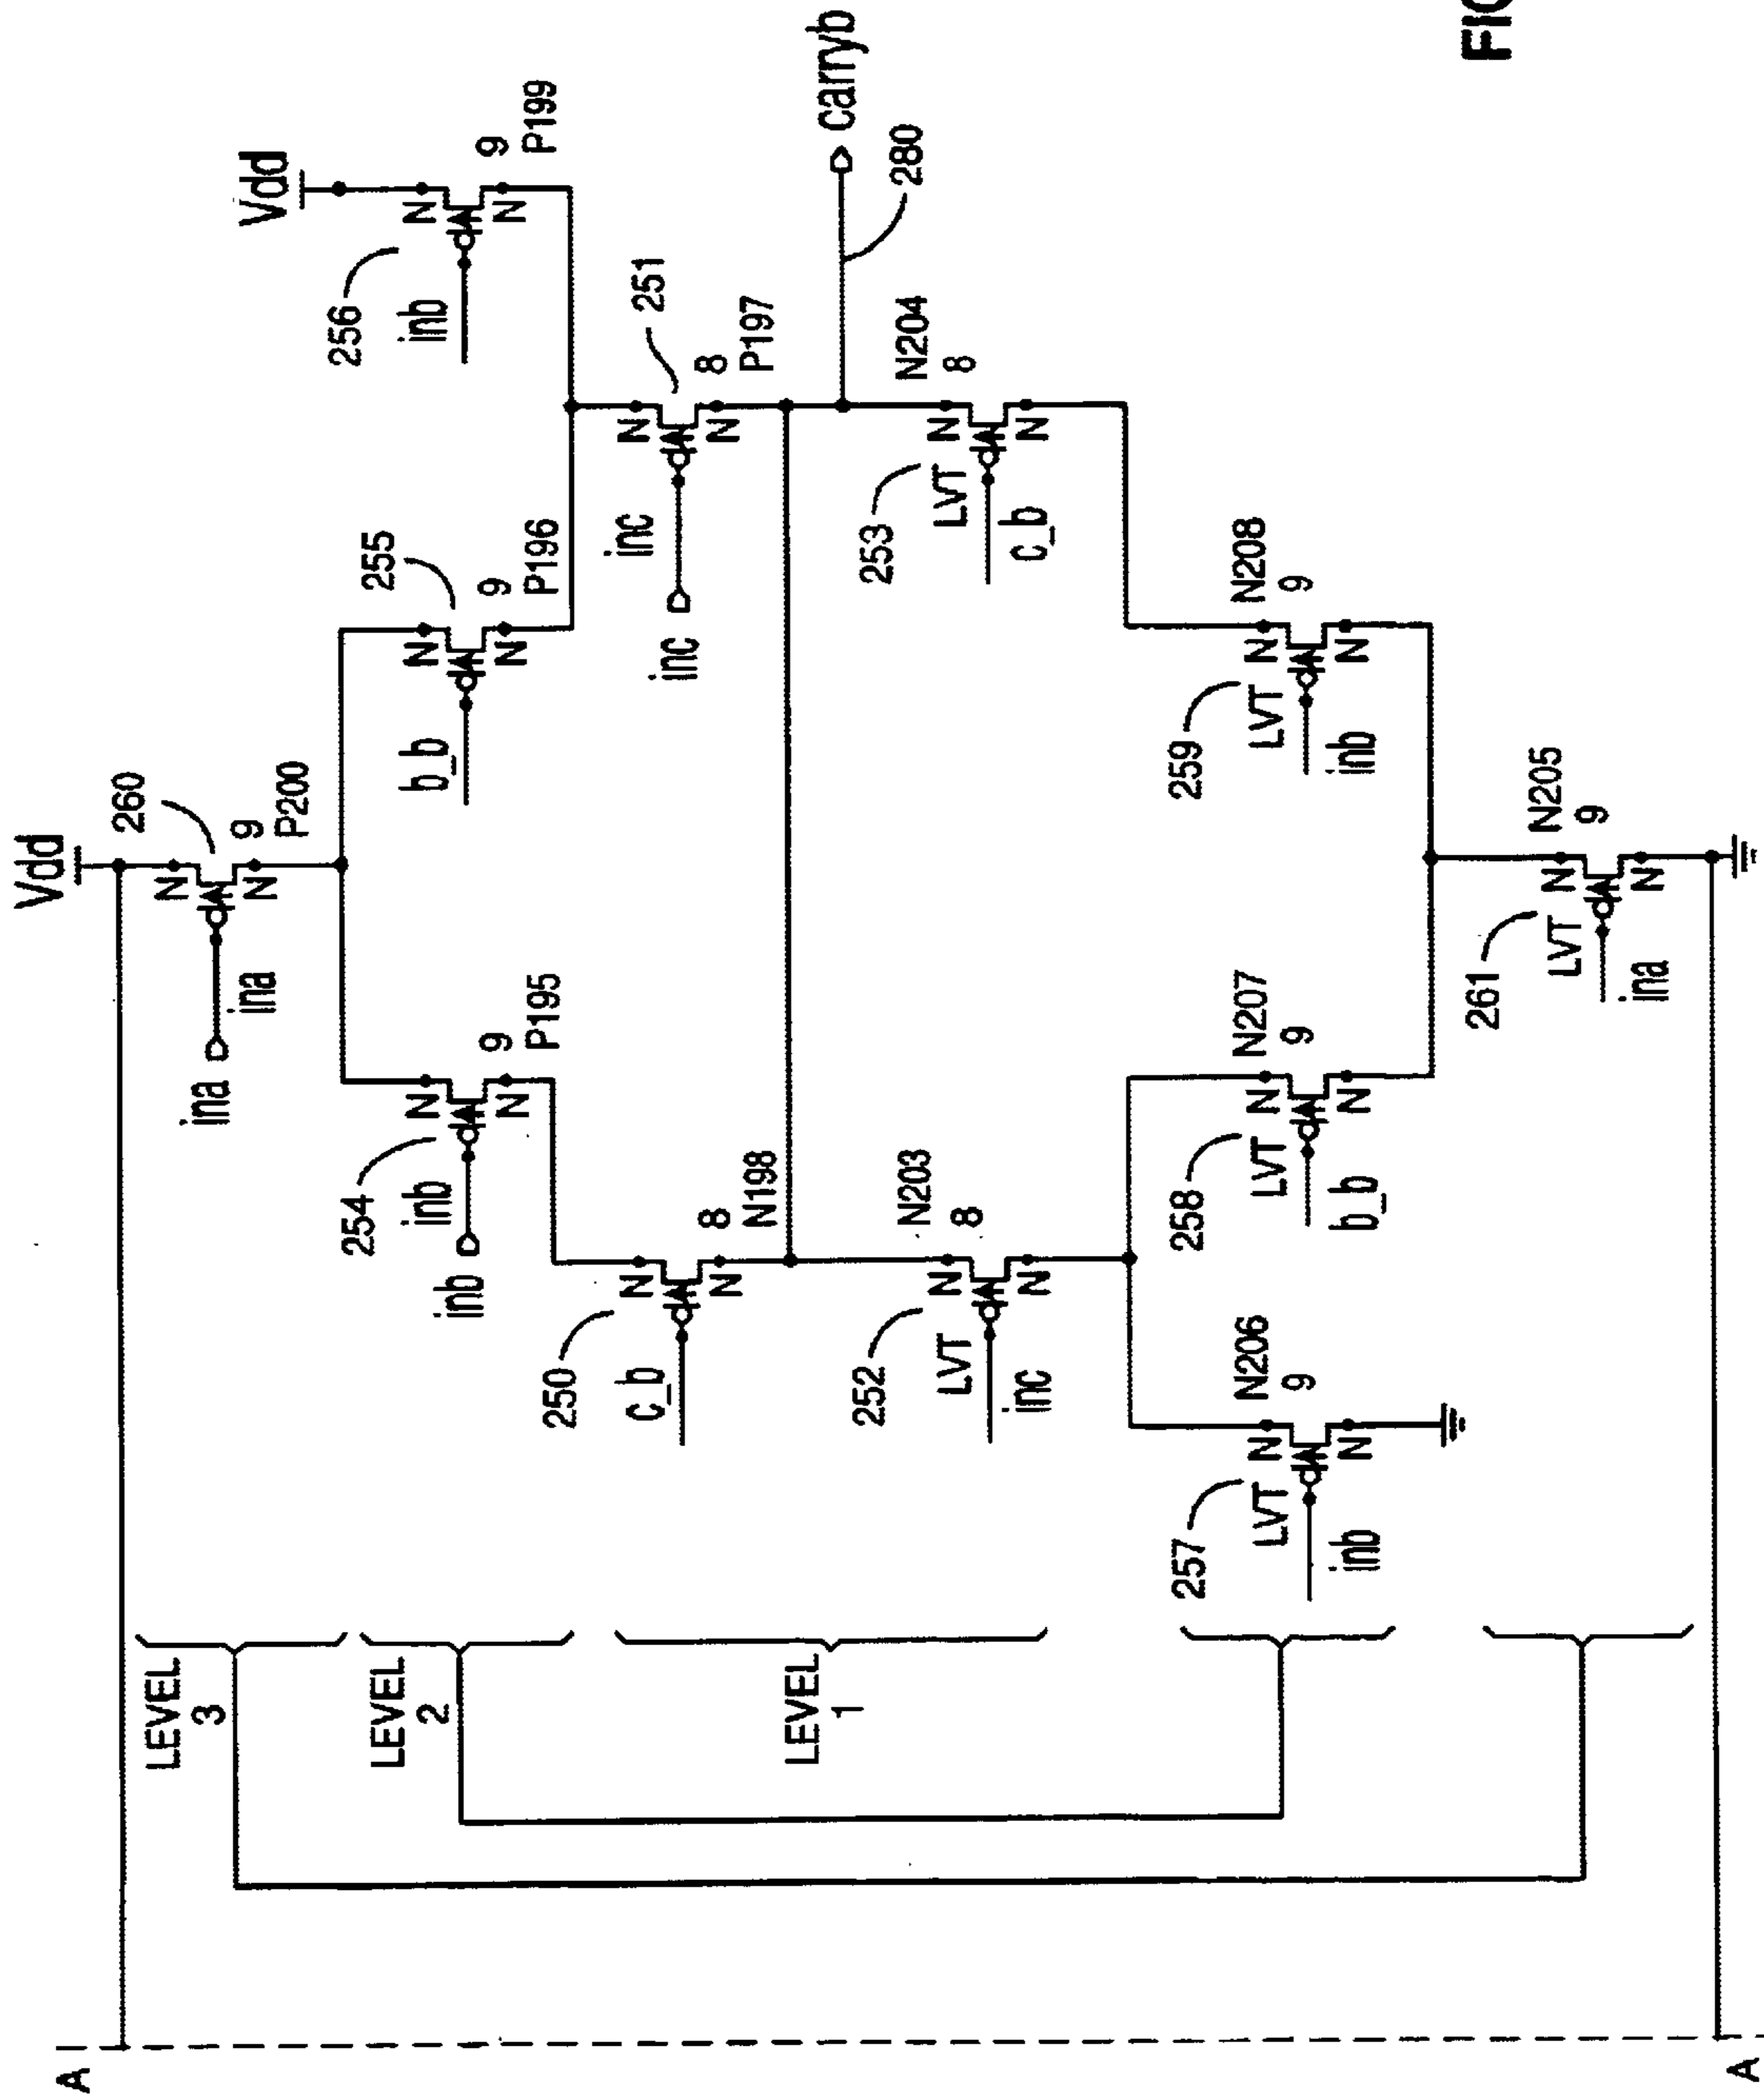 FIG
Vdd
Vdd
260
9
P200
ina
ina
256
inb
N
N
9
P199
N
N
255
b_b
N
N
9
P196
254
inb
inb
N
N
9
P195
251
inc
inc
N
N
8
P197
250
c_b
N
N
8
N198
carryb
280
252
LVT
inc
N
N
N203
8
253
LVT
c_b
N
N
N204
8
257
LVT
inb
N
N
N206
9
258
LVT
b_b
N
N
N207
9
259
LVT
inb
N
N
N208
9
261
LVT
ina
N
N
N205
9
LEVEL
3
LEVEL
2
LEVEL
1
A
A